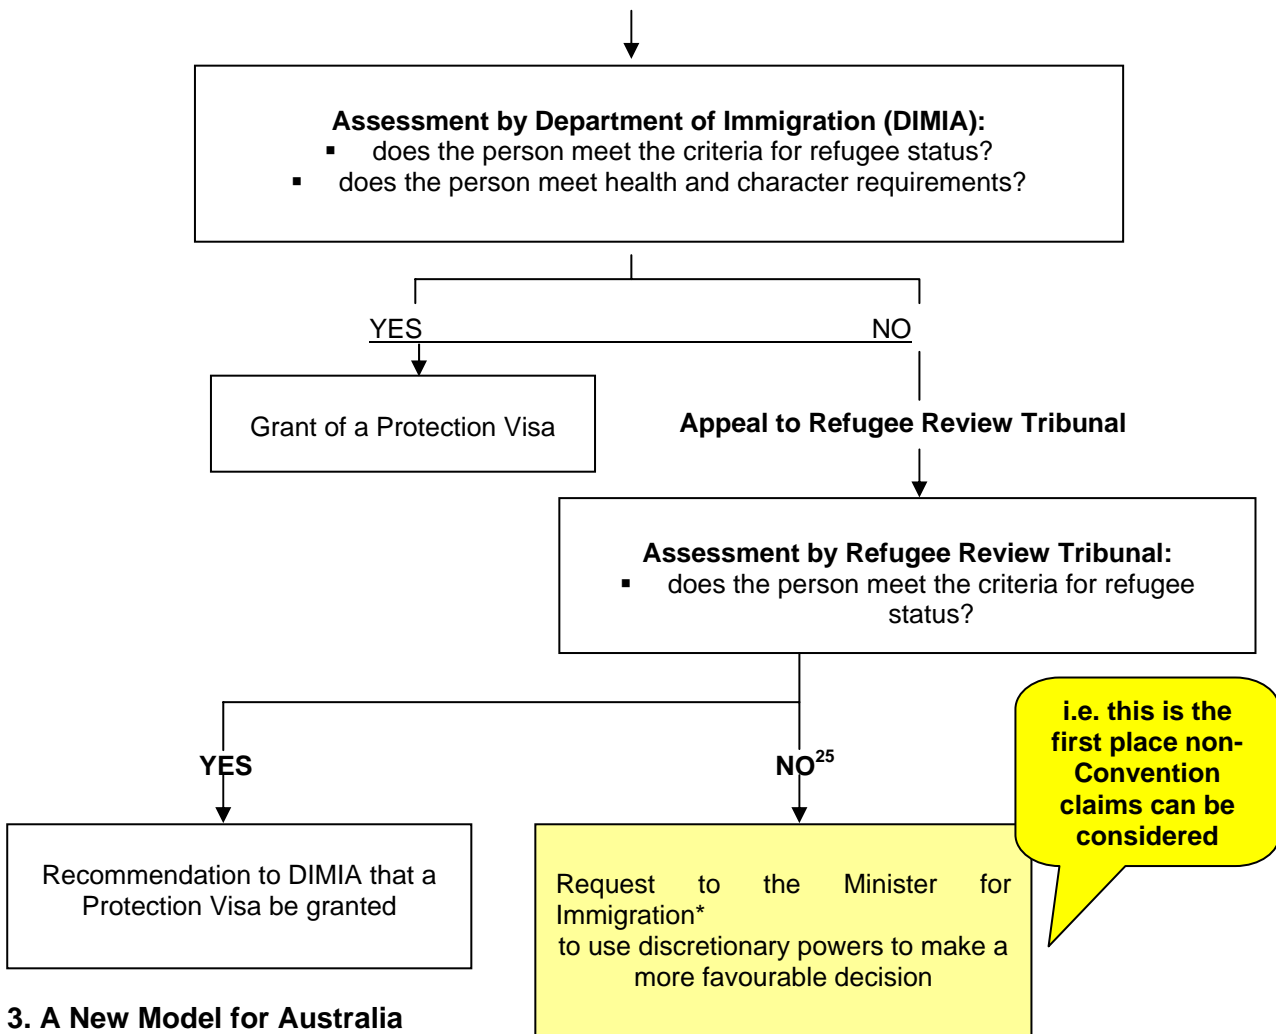 Assessment by Department of Immigration (DIMIA):
▪ does the person meet the criteria for refugee status?
▪ does the person meet health and character requirements?
YES NO
Grant of a Protection Visa
Appeal to Refugee Review Tribunal
Assessment by Refugee Review Tribunal:
▪ does the person meet the criteria for refugee
status?
i.e. this is the
first place non-
Convention
claims can be
considered
YES NO25
Recommendation to DIMIA that a
Protection Visa be granted
Request to the Minister for
Immigration*
to use discretionary powers to make a
more favourable decision
3. A New Model for Australia